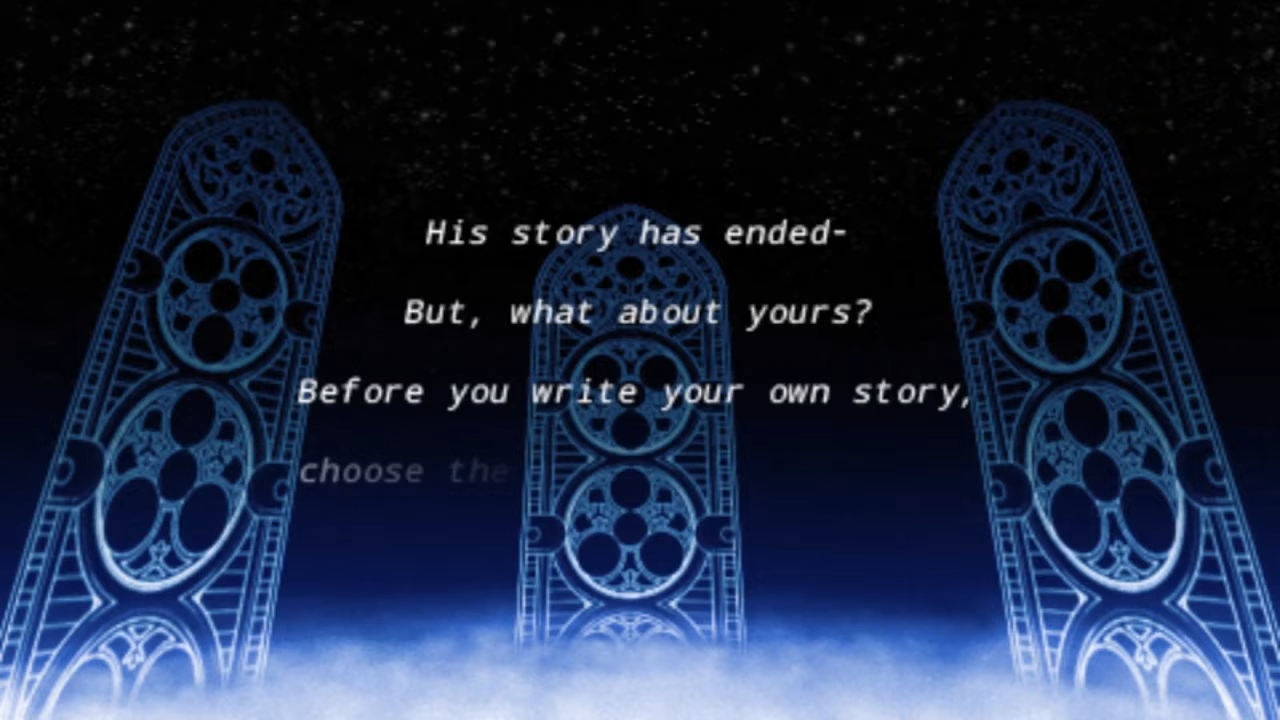 His story has ended-
But, what about yours?
Before you write your own story,
choose the